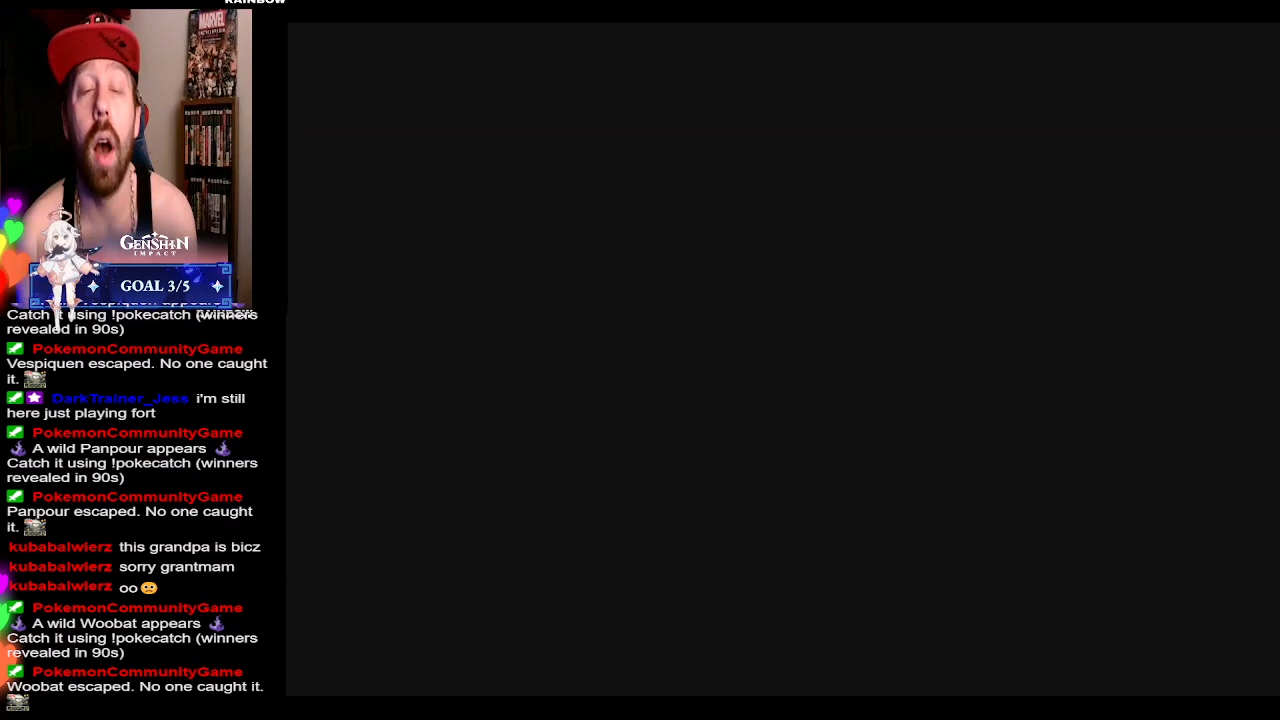 RAINBOW
MARVEL
ENCYCLOPEDIA
GENSHIN
IMPACT
GOAL 3/5
Vespiquen appears
Catch it using !pokecatch (winners
revealed in 90s)
PokemonCommunityGame
Vespiquen escaped. No one caught
it.
DarkTrainer_Jess i'm still
here just playing fort
PokemonCommunityGame
A wild Panpour appears
Catch it using !pokecatch (winners
revealed in 90s)
PokemonCommunityGame
Panpour escaped. No one caught
it.
kubabalwierz this grandpa is bicz
kubabalwierz sorry grantmam
kubabalwierz oo
PokemonCommunityGame
A wild Woobat appears
Catch it using !pokecatch (winners
revealed in 90s)
PokemonCommunityGame
Woobat escaped. No one caught it.